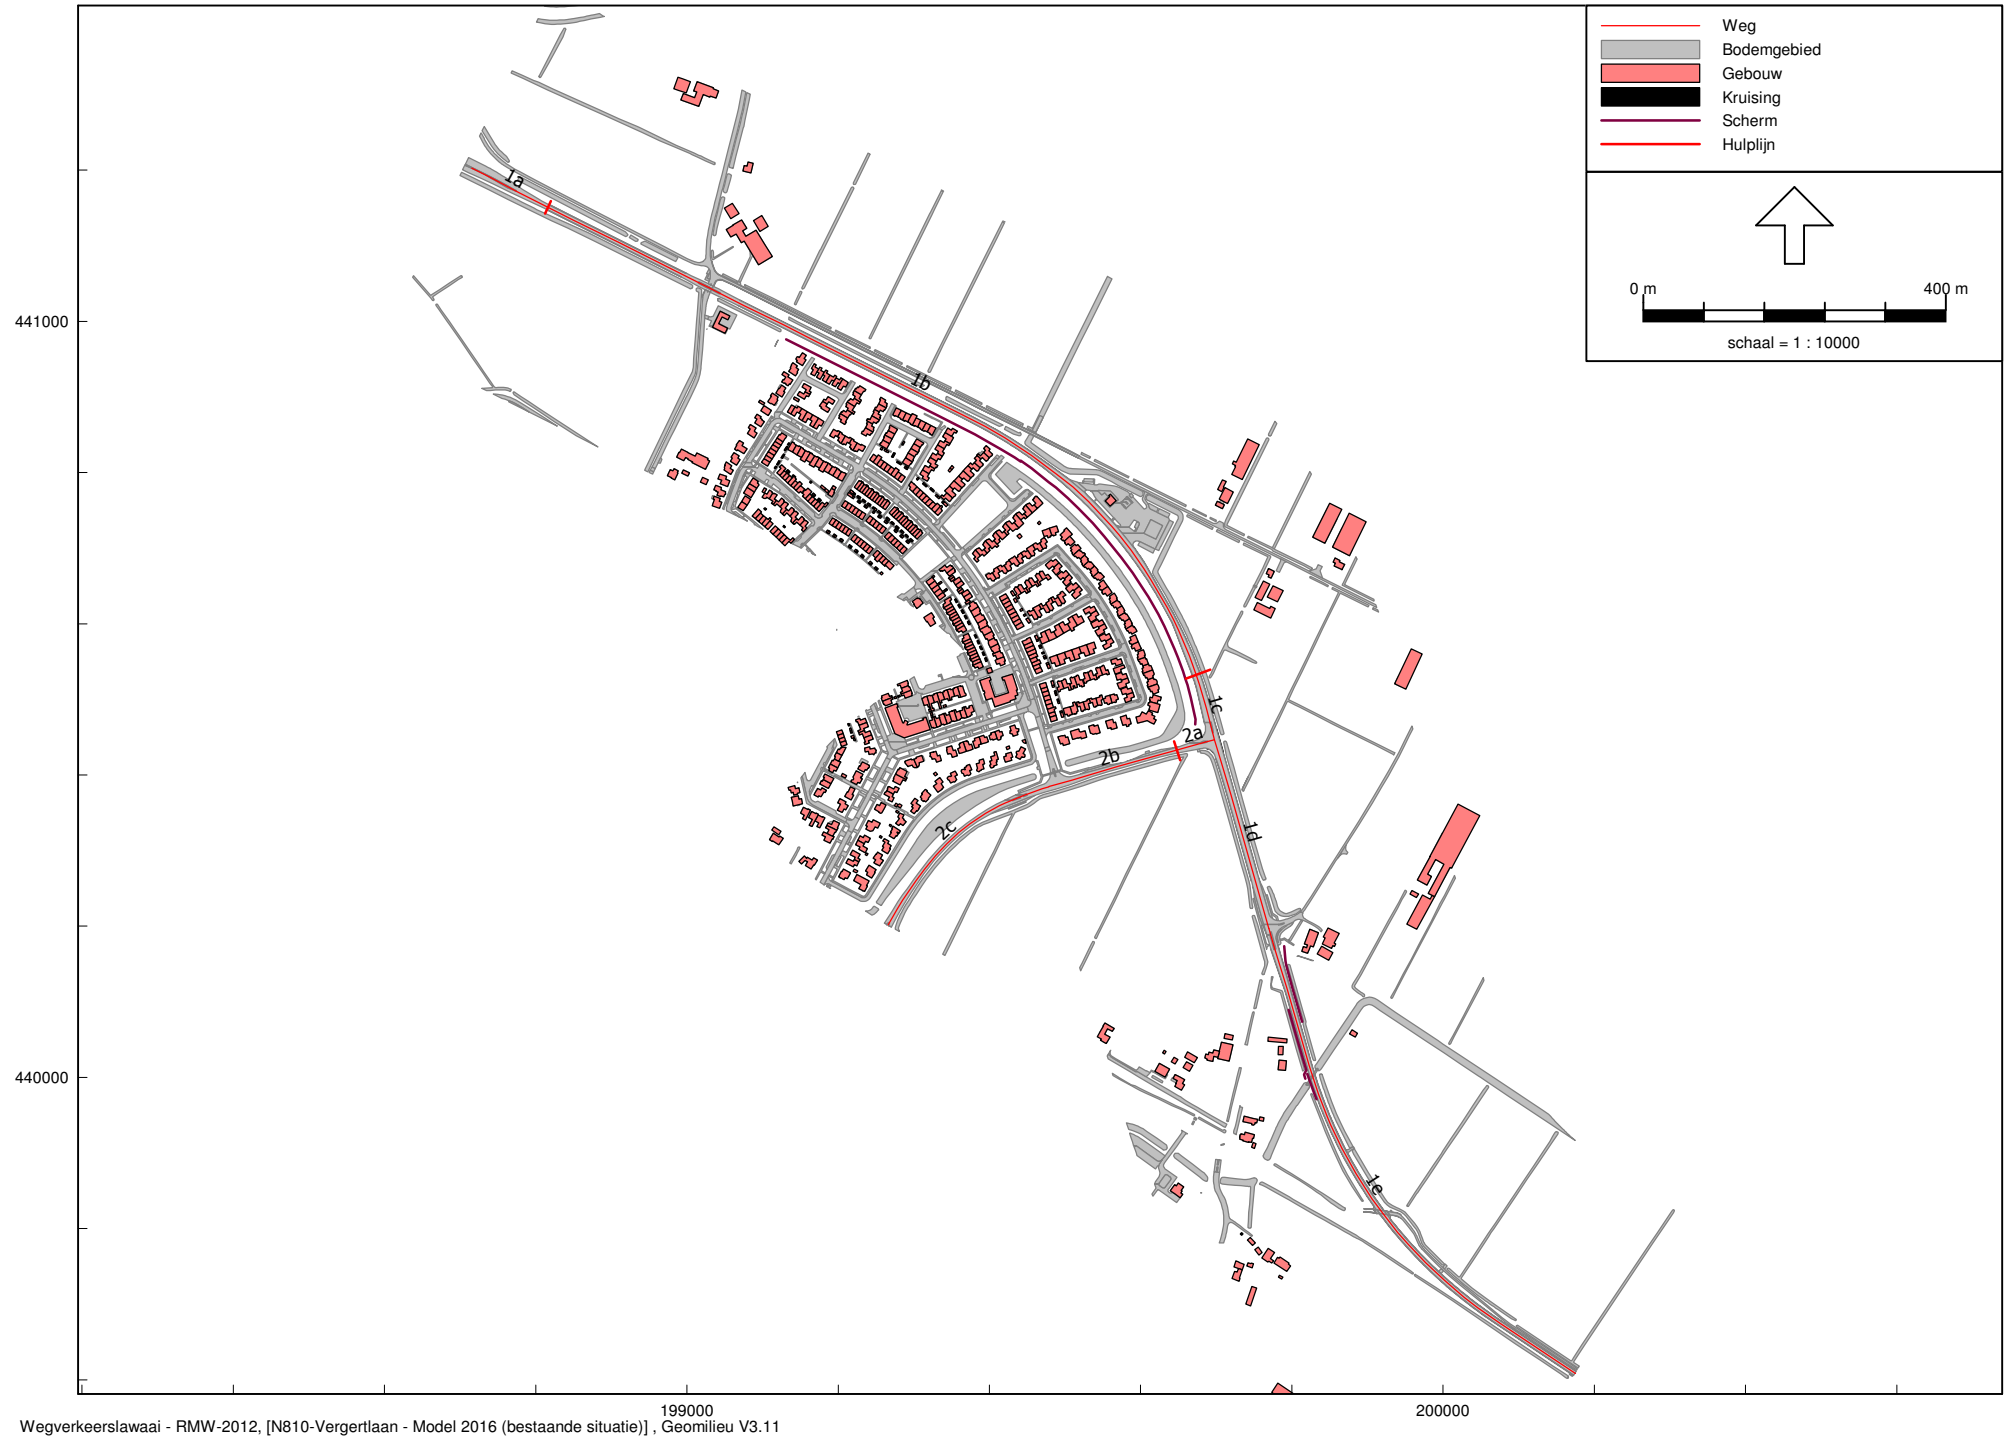 Weg
Bodemgebied
Gebouw
Kruising
Scherm
Hulplijn
0 m 400 m
schaal = 1 : 10000
1a
441000
1b
1c
2a
2b
2c
1d
440000
1e
199000 200000
Wegverkeerslawaai - RMW-2012, [N810-Vergertlaan - Model 2016 (bestaande situatie)] , Geomilieu V3.11